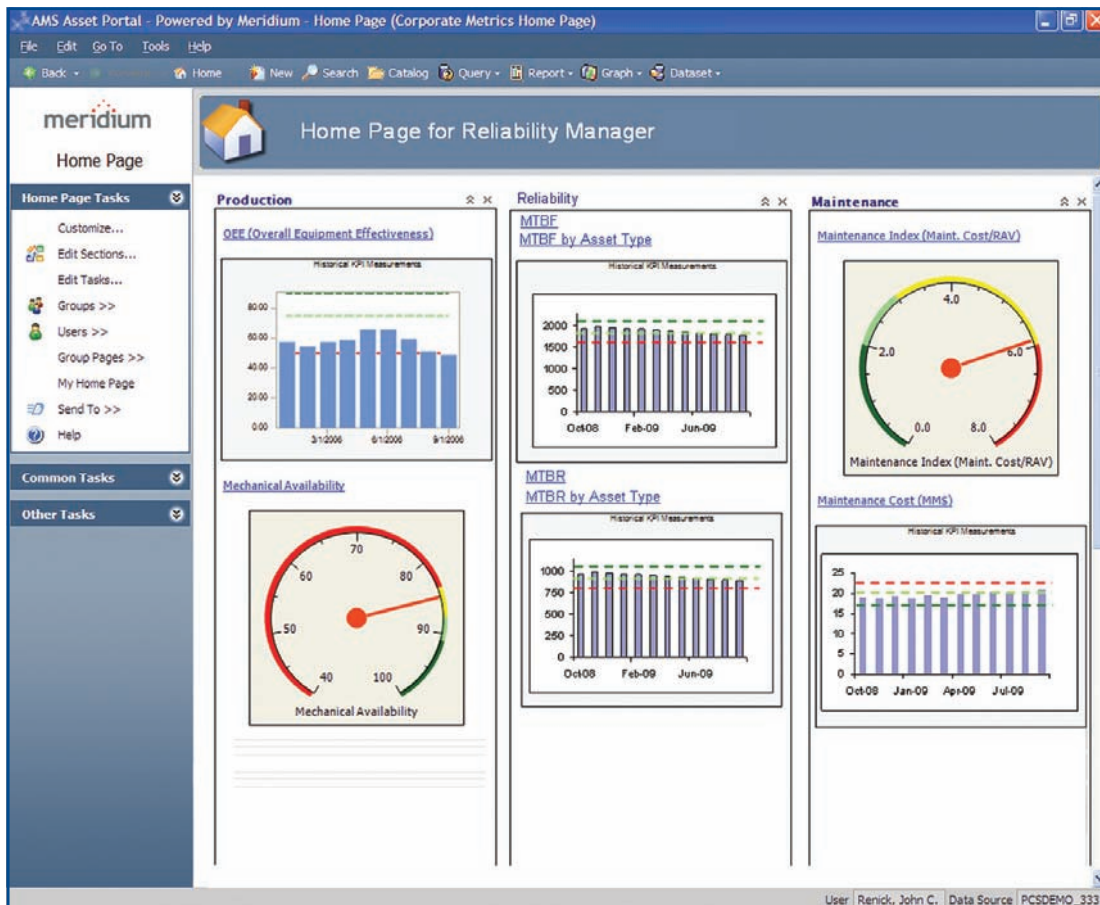 AMS Asset Portal - Powered by Meridium - Home Page (Corporate Metrics Home Page)
File Edit Go To Tools Help
Back Home New Search Catalog Query Report Graph Dataset
meridium
Home Page
Home Page for Reliability Manager
Home Page Tasks
Customize...
Edit Sections...
Edit Tasks...
Groups >>
Users >>
Group Pages >>
My Home Page
Send To >>
Help
Common Tasks
Other Tasks
Production
OEE (Overall Equipment Effectiveness)
Historical KPI Measurements
80.00
60.00
40.00
20.00
0.00
3/1/2006 6/1/2006 9/1/2006
Mechanical Availability
70
60 80
50 90
40 100
Mechanical Availability
Reliability
MTBF
MTBF by Asset Type
Historical KPI Measurements
2000
1500
1000
500
0
Oct-08 Feb-09 Jun-09
MTBR
MTBR by Asset Type
Historical KPI Measurements
1000
750
500
250
0
Oct-08 Feb-09 Jun-09
Maintenance
Maintenance Index (Maint. Cost/RAV)
4.0
2.0 6.0
0.0 8.0
Maintenance Index (Maint. Cost/RAV)
Maintenance Cost (MM$)
Historical KPI Measurements
25
20
15
10
5
0
Oct-08 Jan-09 Apr-09 Jul-09
User Renick, John C. Data Source PCSDEMO_333